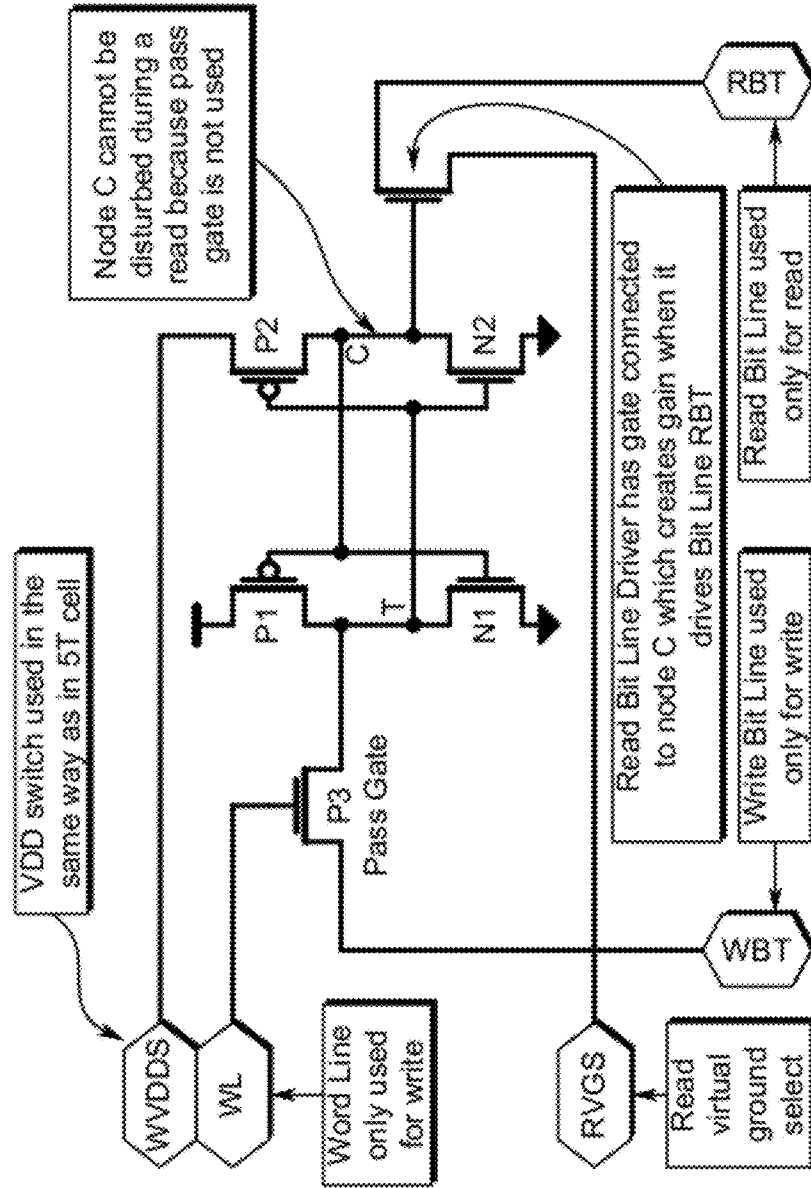 VDD switch used in the
same way as in 5T cell
Node C cannot be
disturbed during a
read because pass
gate is not used
WVDDS
WL
Word Line
only used
for write
P3
Pass Gate
P1
T
N1
P2
C
N2
Read Bit Line Driver has gate connected
to node C which creates gain when it
drives Bit Line RBT
RVGS
Read
virtual
ground
select
WBT
Write Bit Line used
only for write
RBT
Read Bit Line used
only for read